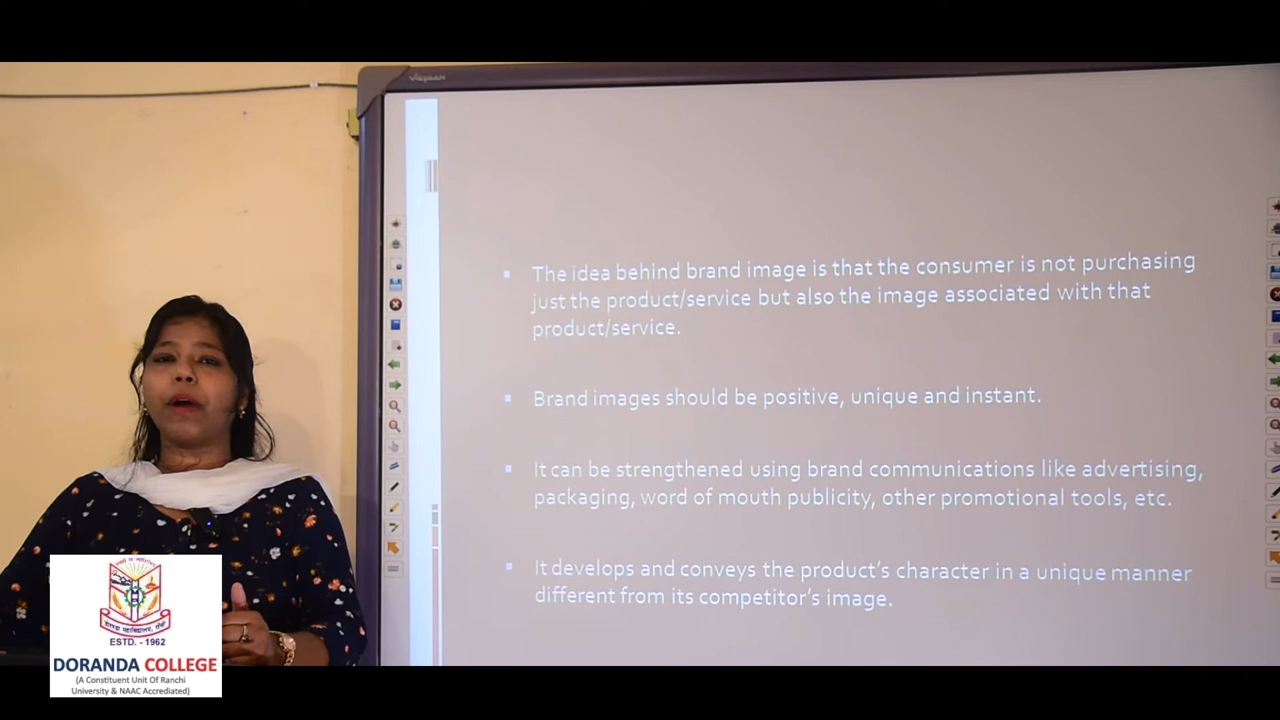 The idea behind brand image is that the consumer is not purchasing
just the product/service but also the image associated with that
product/service.
Brand images should be positive, unique and instant.
It can be strengthened using brand communications like advertising,
packaging, word of mouth publicity, other promotional tools, etc.
It develops and conveys the product's character in a unique manner
different from its competitor's image.
ESTD. - 1962
DORANDA COLLEGE
(A Constituent Unit Of Ranchi
University & NAAC Accredited)